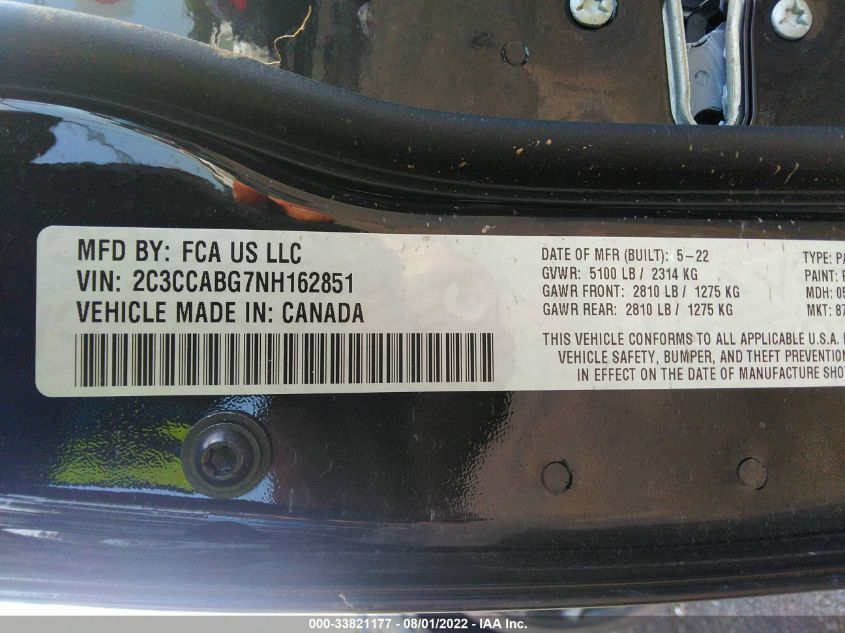 MFD BY: FCA US LLC
VIN: 2C3CCABG7NH162851
VEHICLE MADE IN: CANADA
DATE OF MFR (BUILT): 5-22
GVWR: 5100 LB / 2314 KG
GAWR FRONT: 2810 LB / 1275 KG
GAWR REAR: 2810 LB / 1275 KG
THIS VEHICLE CONFORMS TO ALL APPLICABLE U.S.A.
VEHICLE SAFETY, BUMPER, AND THEFT PREVENTION
IN EFFECT ON THE DATE OF MANUFACTURE
TYPE:
PAINT:
MDH: 05
MKT: 87
000-33821177 - 08/01/2022 - IAA Inc.